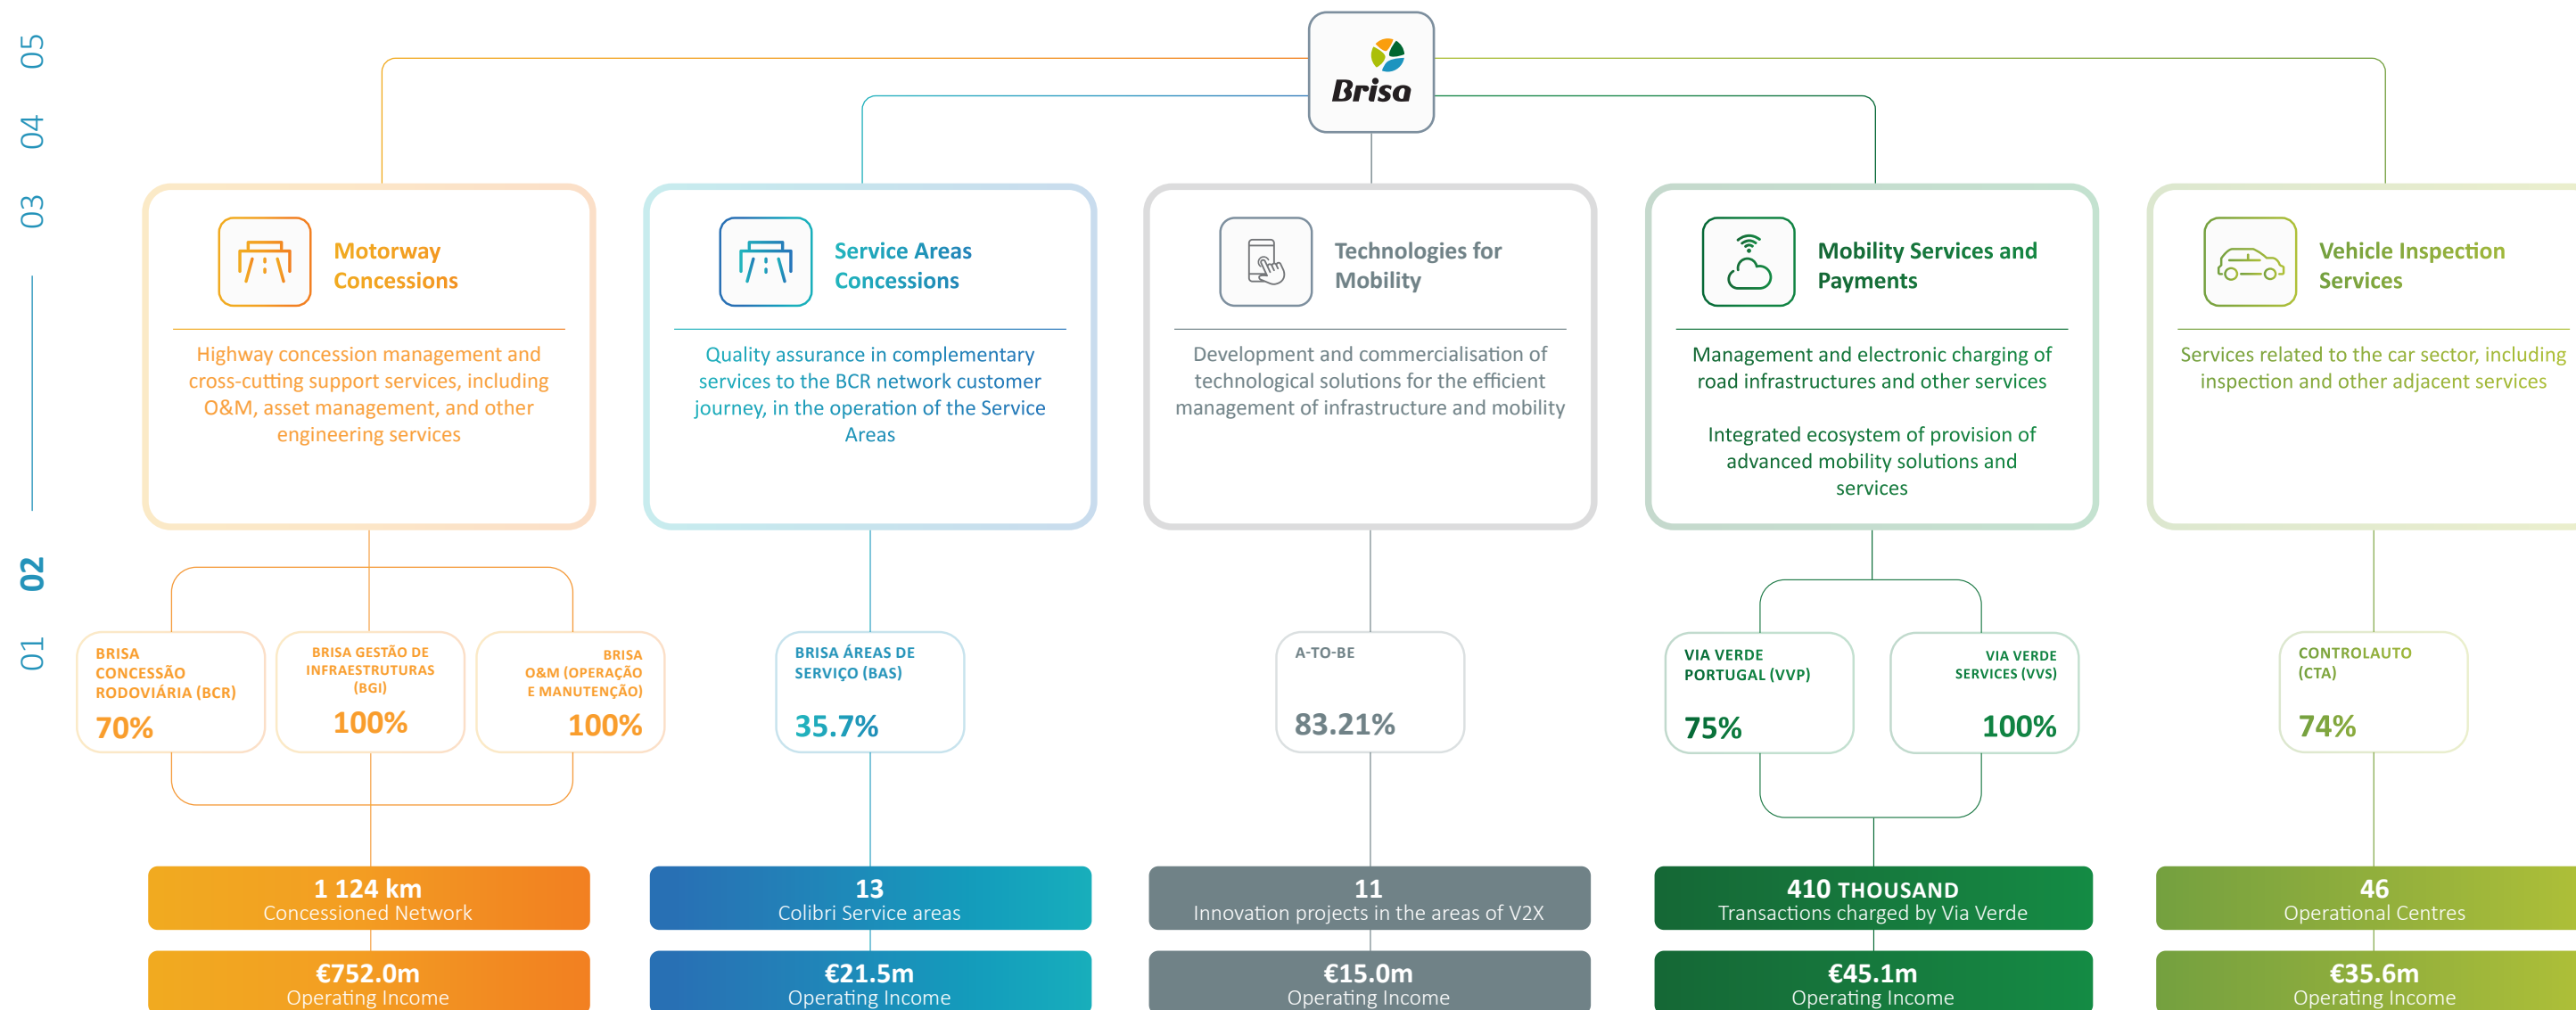 05
04
03
02
01
Brisa
Motorway
Concessions
Highway concession management and
cross-cutting support services, including
O&M, asset management, and other
engineering services
Service Areas
Concessions
Quality assurance in complementary
services to the BCR network customer
journey, in the operation of the Service
Areas
Technologies for
Mobility
Development and commercialisation of
technological solutions for the efficient
management of infrastructure and mobility
Mobility Services and
Payments
Management and electronic charging of
road infrastructures and other services
Integrated ecosystem of provision of
advanced mobility solutions and
services
Vehicle Inspection
Services
Services related to the car sector, including
inspection and other adjacent services
BRISA
CONCESSÃO
RODOVIÁRIA (BCR)
70%
BRISA GESTÃO DE
INFRAESTRUTURAS
(BGI)
100%
BRISA
O&M (OPERAÇÃO
E MANUTENÇÃO)
100%
BRISA ÁREAS DE
SERVIÇO (BAS)
35.7%
A-TO-BE
83.21%
VIA VERDE
PORTUGAL (VVP)
75%
VIA VERDE
SERVICES (VVS)
100%
CONTROLAUTO
(CTA)
74%
1 124 km
Concessioned Network
€752.0m
Operating Income
13
Colibri Service areas
€21.5m
Operating Income
11
Innovation projects in the areas of V2X
€15.0m
Operating Income
410 THOUSAND
Transactions charged by Via Verde
€45.1m
Operating Income
46
Operational Centres
€35.6m
Operating Income